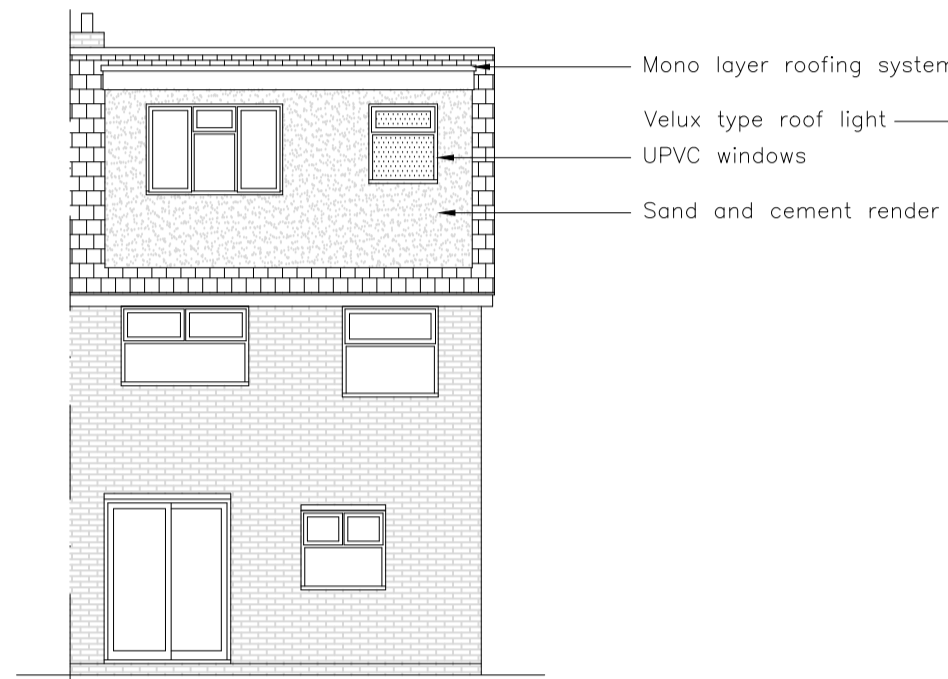 Mono layer roofing system
Velux type roof light
UPVC windows
Sand and cement render